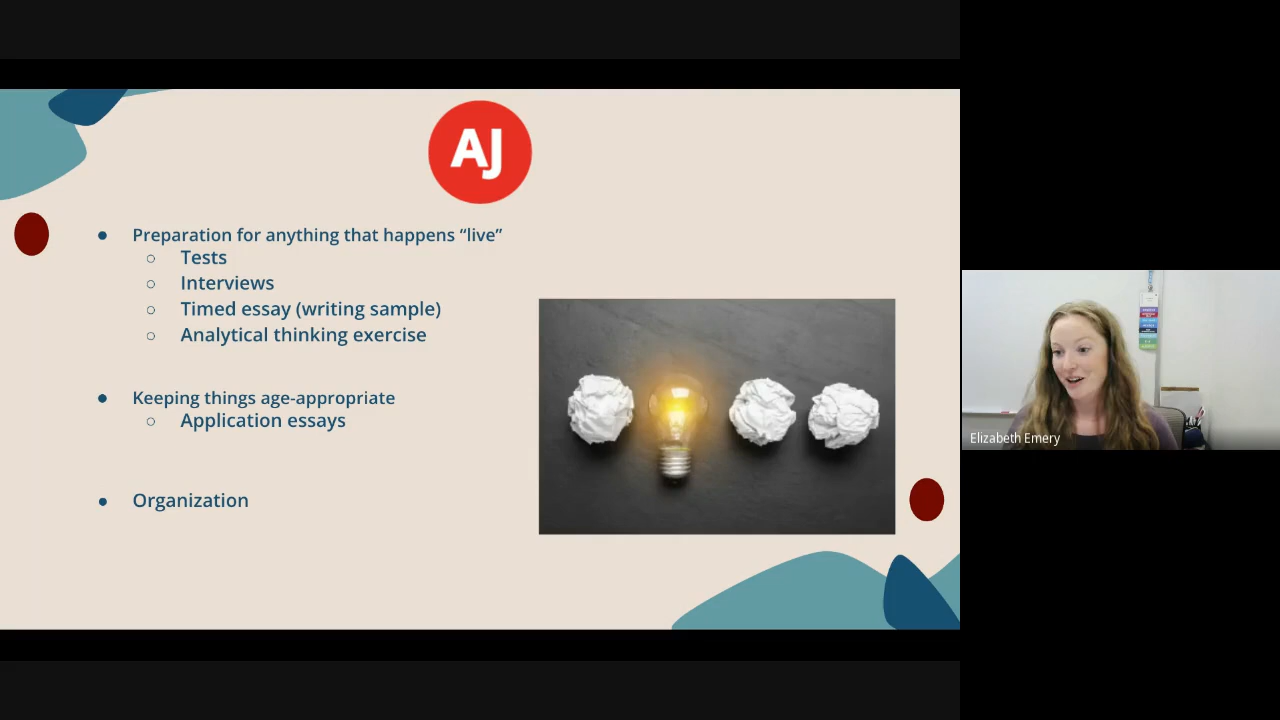 AJ
● Preparation for anything that happens “live”
○ Tests
○ Interviews
○ Timed essay (writing sample)
○ Analytical thinking exercise
● Keeping things age-appropriate
○ Application essays
● Organization
Elizabeth Emery